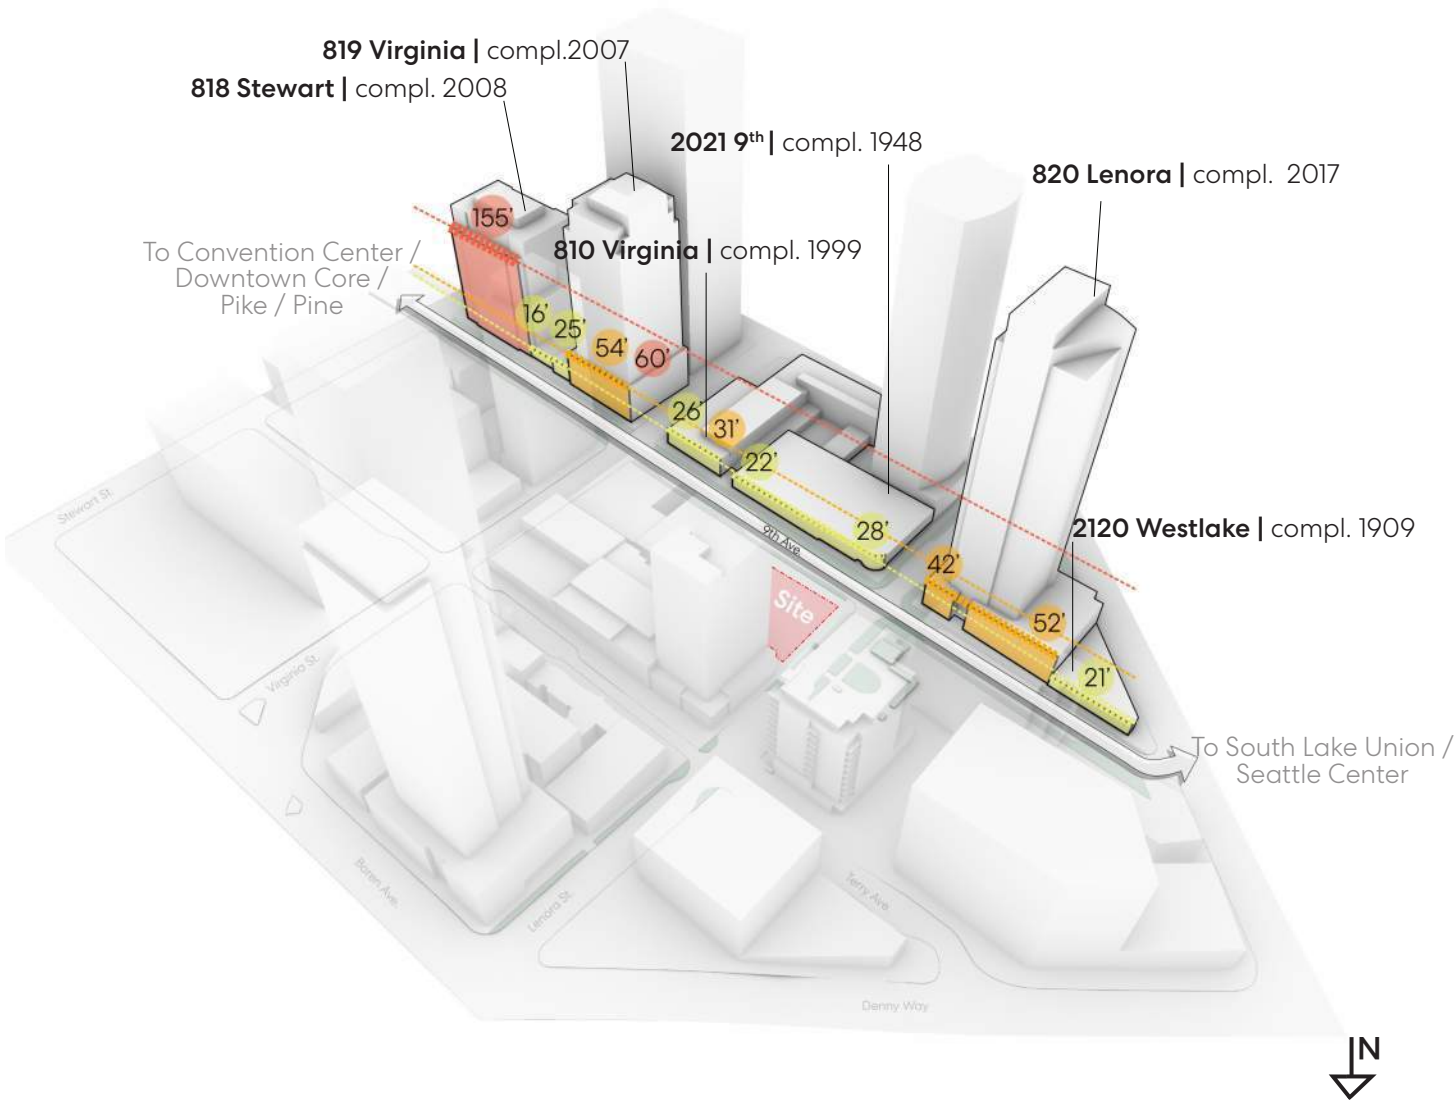 819 Virginia | compl.2007
818 Stewart | compl. 2008
2021 9th | compl. 1948
820 Lenora | compl. 2017
155'
To Convention Center /
Downtown Core /
Pike / Pine
810 Virginia | compl. 1999
16'
25'
54'
60'
26'
31'
22'
28'
9th Ave.
2120 Westlake | compl. 1909
42'
52'
21'
Site
Stewart St.
Virginia St.
To South Lake Union /
Seattle Center
Boren Ave.
Lenora St.
Terry Ave.
Denny Way
N